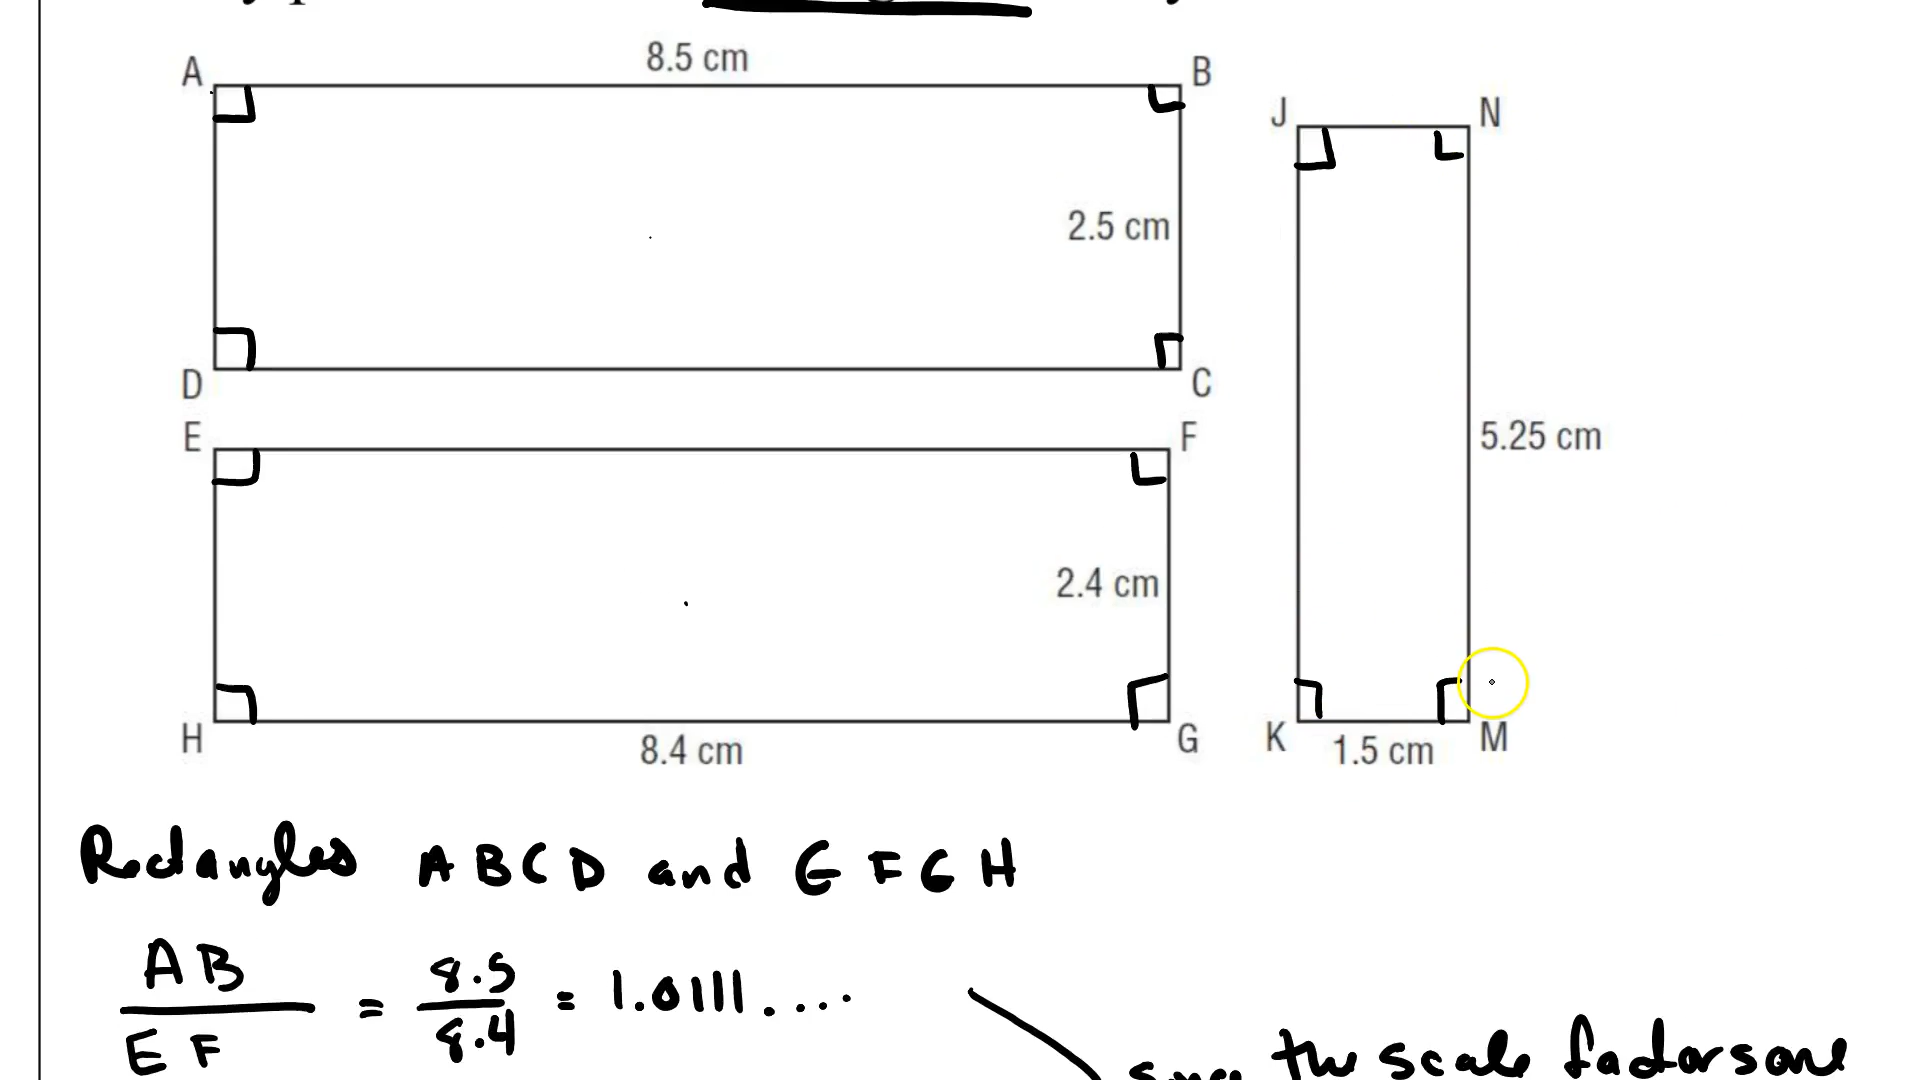 8.5 cm
A B
J N
2.5 cm
D C
E F
5.25 cm
2.4 cm
H G K M
8.4 cm 1.5 cm
Rectangles ABCD and EFGH
AB
EF
= 8.5
8.4
= 1.0111....
the scale factors are